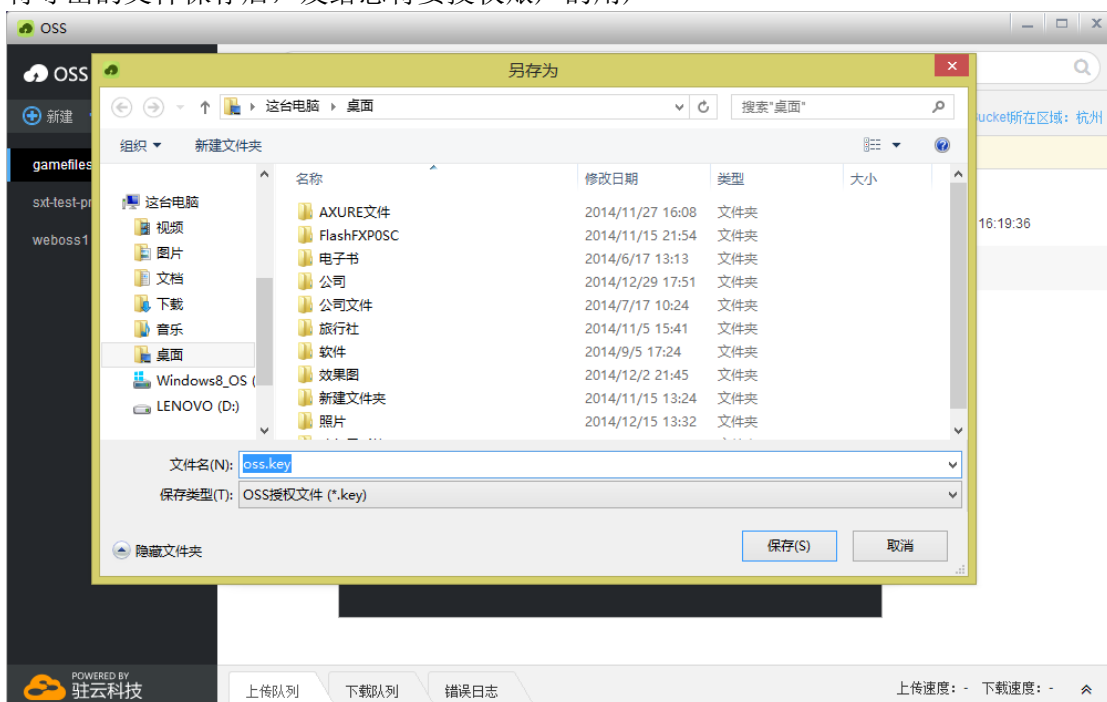 OSS
OSS
另存为
这台电脑 桌面
搜索"桌面"
新建
Bucket所在区域：杭州
组织 新建文件夹
gamefiles
名称 修改日期 类型 大小
sxt-test-pr
这台电脑
AXURE文件 2014/11/27 16:08 文件夹
16:19:36
视频
FlashFXP0SC 2014/11/15 21:54 文件夹
weboss1
图片
电子书 2014/6/17 13:13 文件夹
文档
公司 2014/12/29 17:51 文件夹
下载
公司文件 2014/7/17 10:24 文件夹
音乐
旅行社 2014/11/5 15:41 文件夹
桌面
软件 2014/9/5 17:24 文件夹
Windows8_OS (
效果图 2014/12/2 21:45 文件夹
LENOVO (D:)
新建文件夹 2014/11/15 13:24 文件夹
照片 2014/12/15 13:32 文件夹
文件名(N): oss.key
保存类型(T): OSS授权文件 (*.key)
隐藏文件夹
保存(S) 取消
POWERED BY
驻云科技
上传队列 下载队列 错误日志
上传速度：- 下载速度：-